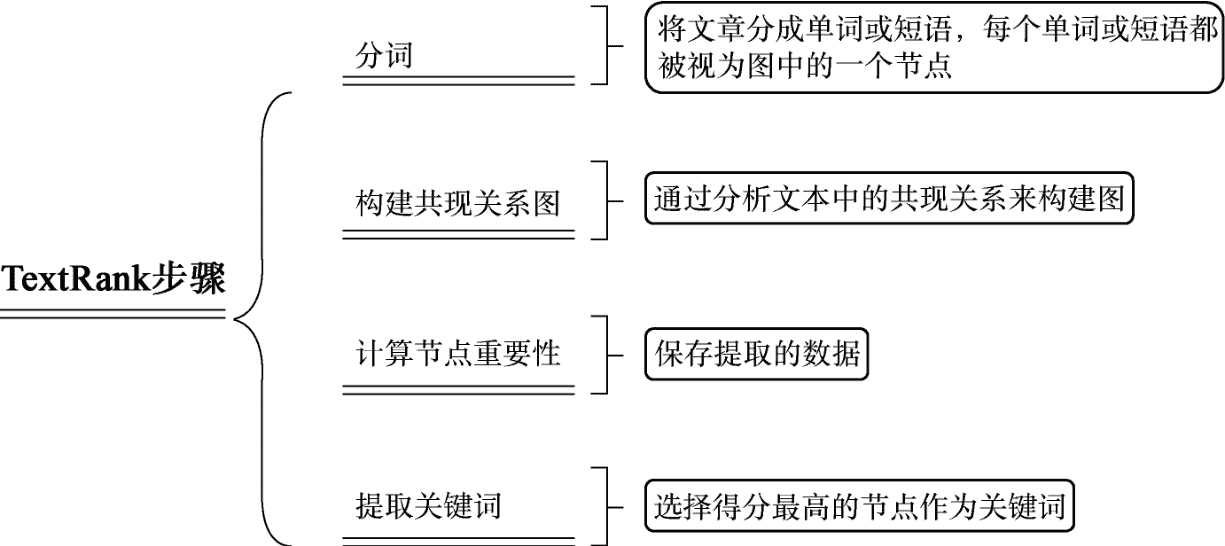 TextRank步骤
分词
将文章分成单词或短语，每个单词或短语都
被视为图中的一个节点
构建共现关系图
通过分析文本中的共现关系来构建图
计算节点重要性
保存提取的数据
提取关键词
选择得分最高的节点作为关键词